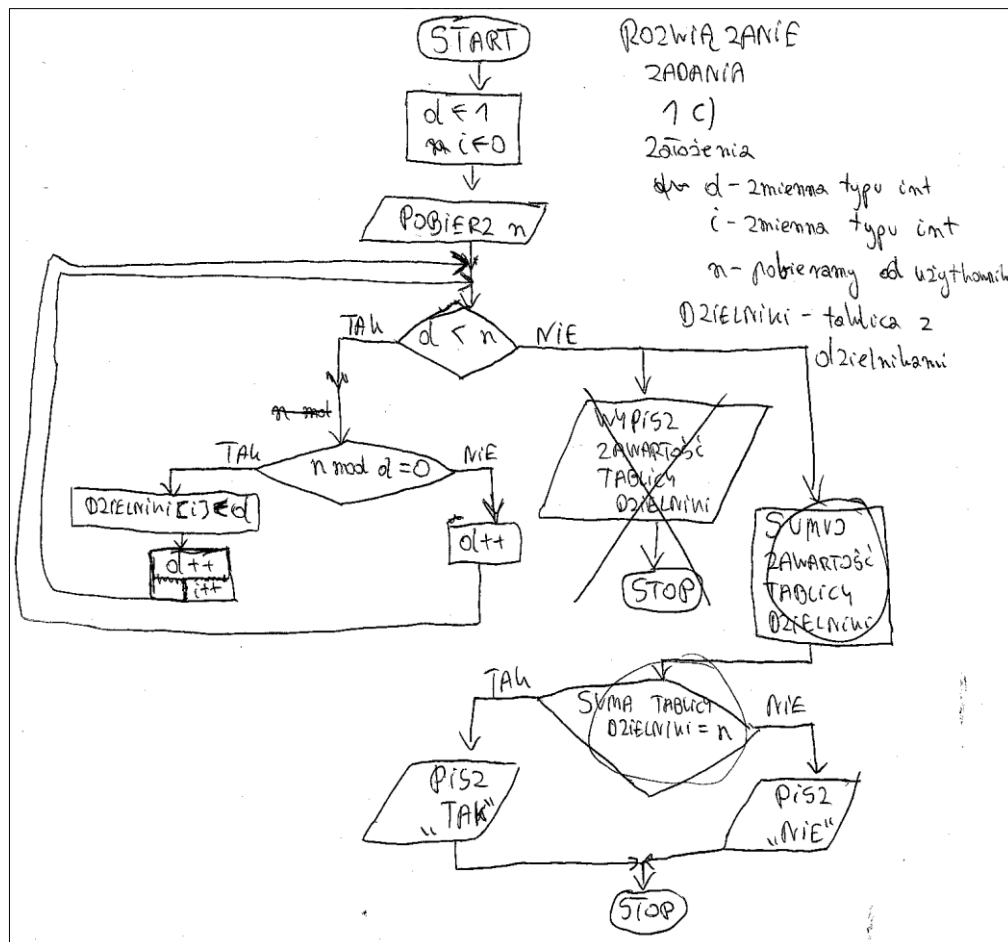 START
d ← 1
i ← 0
POBIERZ n
d < n
TAK
NIE
n mod
n mod d = 0
TAK
NIE
DZIELNIKI [i] ← d
d++
i++
d++
WYPISZ
ZAWARTOŚĆ
TABLICY
DZIELNIKI
STOP
SUMUJ
ZAWARTOŚĆ
TABLICY
DZIELNIKI
SUMA TABLICY
DZIELNIKI = n
TAK
NIE
PISZ
„TAK"
PISZ
„NIE"
STOP
ROZWIĄZANIE
ZADANIA
1 C)
Założenia
d - zmienna typu int
i - zmienna typu int
n - pobieramy od użytkownika
DZIELNIKI - tablica z
dzielnikami